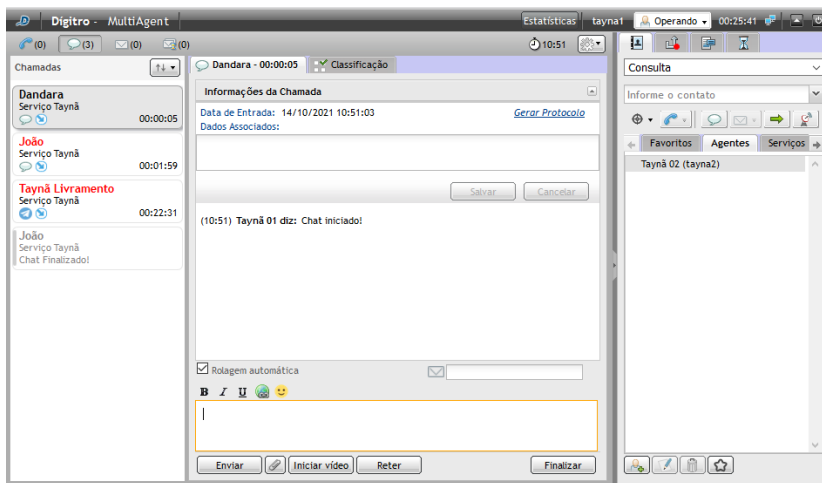 Dígitro - MultiAgent
Estatísticas tayna1 Operando 00:25:41
(0) (3) (0) (0)
10:51
Chamadas
Dandara
Serviço Taynã
00:00:05
João
Serviço Taynã
00:01:59
Taynã Livramento
Serviço Taynã
00:22:31
João
Serviço Taynã
Chat Finalizado!
Dandara - 00:00:05 Classificação
Informações da Chamada
Data de Entrada: 14/10/2021 10:51:03 Gerar Protocolo
Dados Associados:
Salvar Cancelar
(10:51) Taynã 01 diz: Chat iniciado!
Rolagem automática
B I U
Enviar Iniciar vídeo Reter Finalizar
Consulta
Informe o contato
Favoritos Agentes Serviços
Taynã 02 (tayna2)